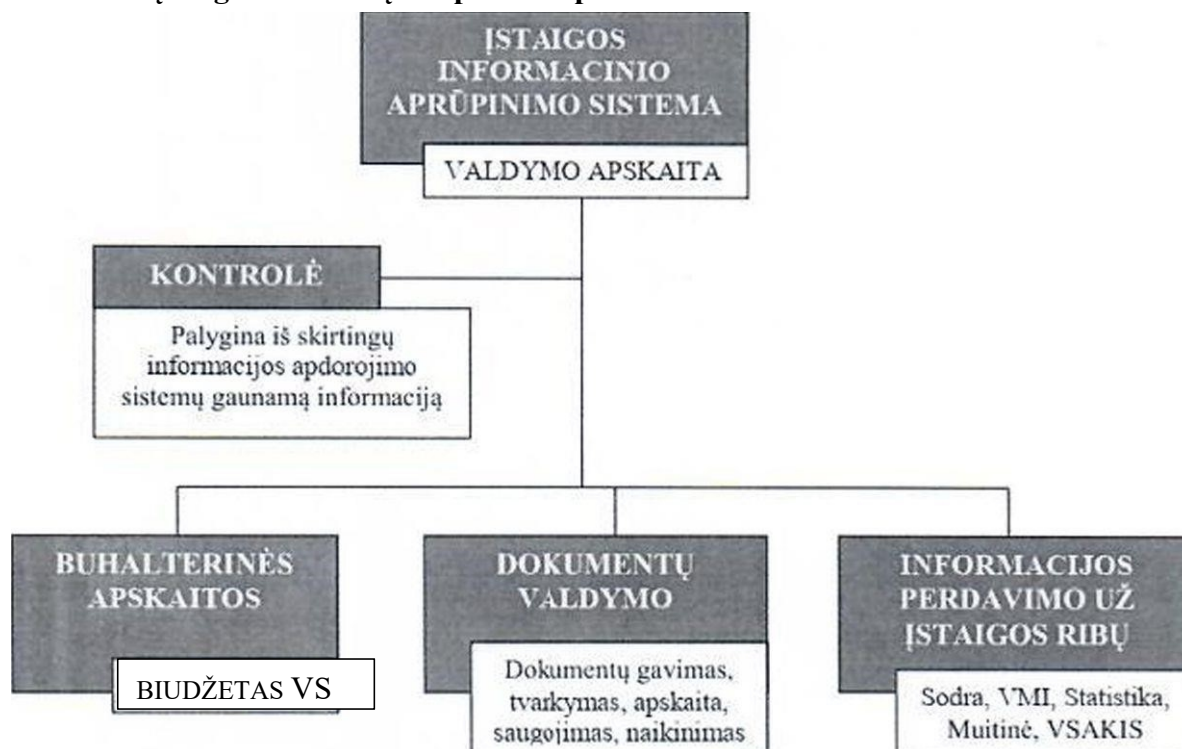 ĮSTAIGOS
INFORMACINIO
APRŪPINIMO SISTEMA
VALDYMO APSKAITA
KONTROLĖ
Palygina iš skirtingų
informacijos apdorojimo
sistemų gaunamą informaciją
BUHALTERINĖS
APSKAITOS
BIUDŽETAS VS
DOKUMENTŲ
VALDYMO
Dokumentų gavimas,
tvarkymas, apskaita,
saugojimas, naikinimas
INFORMACIJOS
PERDAVIMO UŽ
ĮSTAIGOS RIBŲ
Sodra, VMI, Statistika,
Muitinė, VSAKIS